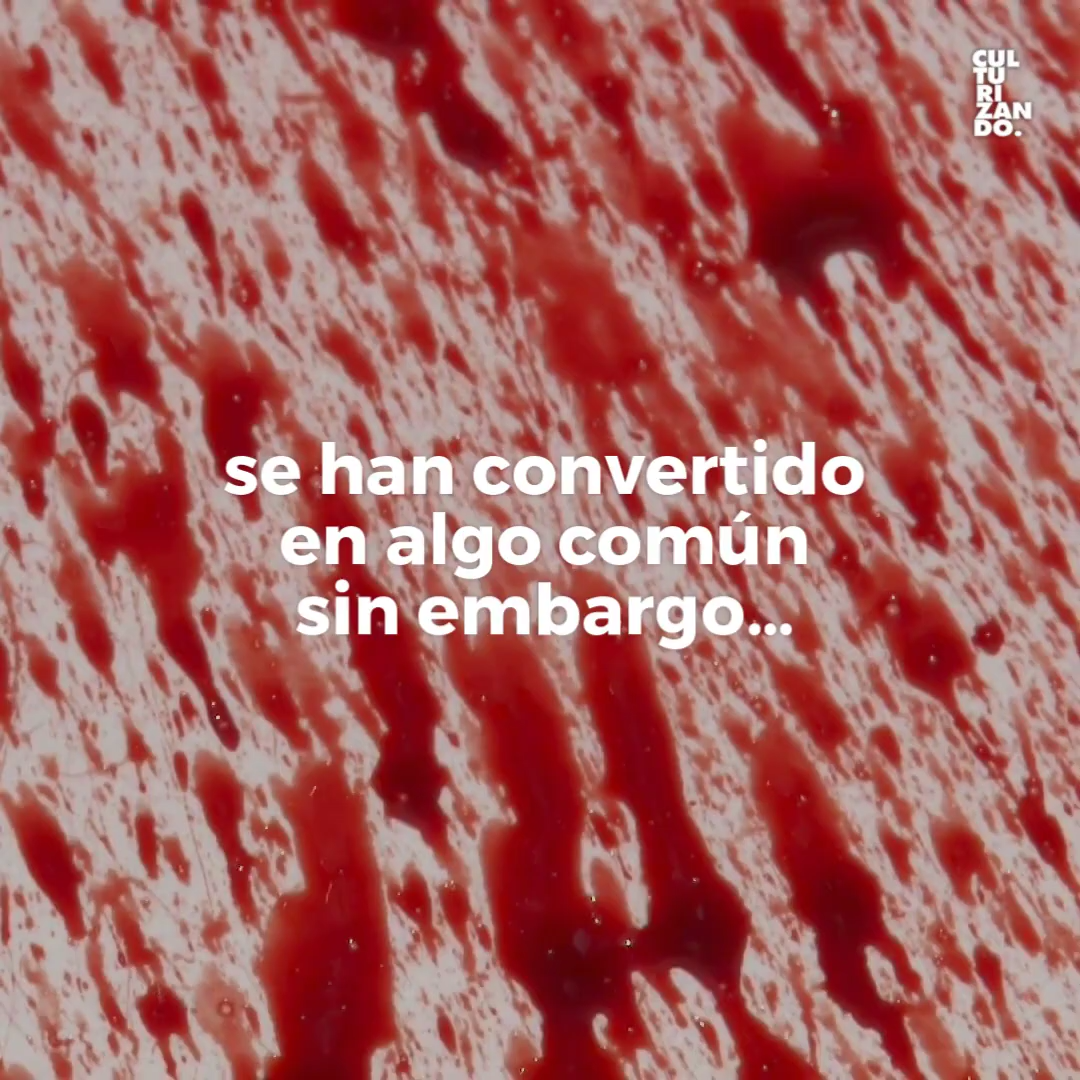 CUL
TU
RI
ZAN
DO.
se han convertido
en algo común
sin embargo...